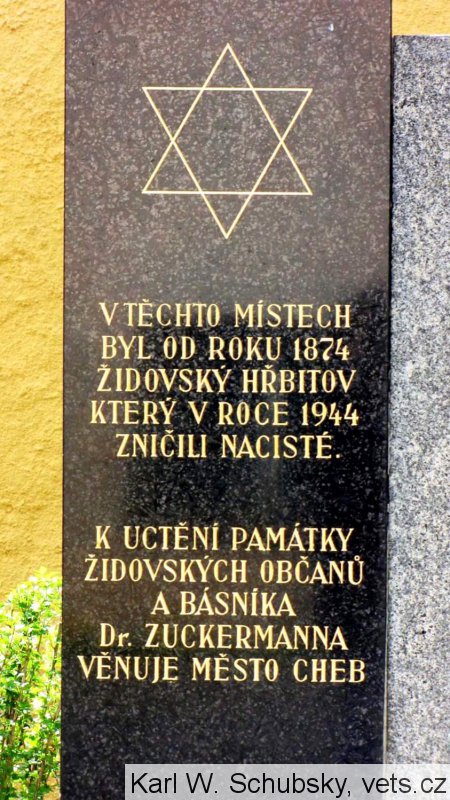 V TĚCHTO MÍSTECH
BYL OD ROKU 1874
ŽIDOVSKÝ HŘBITOV
KTERÝ V ROCE 1944
ZNIČILI NACISTÉ.
K UCTĚNÍ PAMÁTKY
ŽIDOVSKÝCH OBČANŮ
A BÁSNÍKA
Dr. ZUCKERMANNA
VĚNUJE MĚSTO CHEB
Karl W. Schubsky, vets.cz